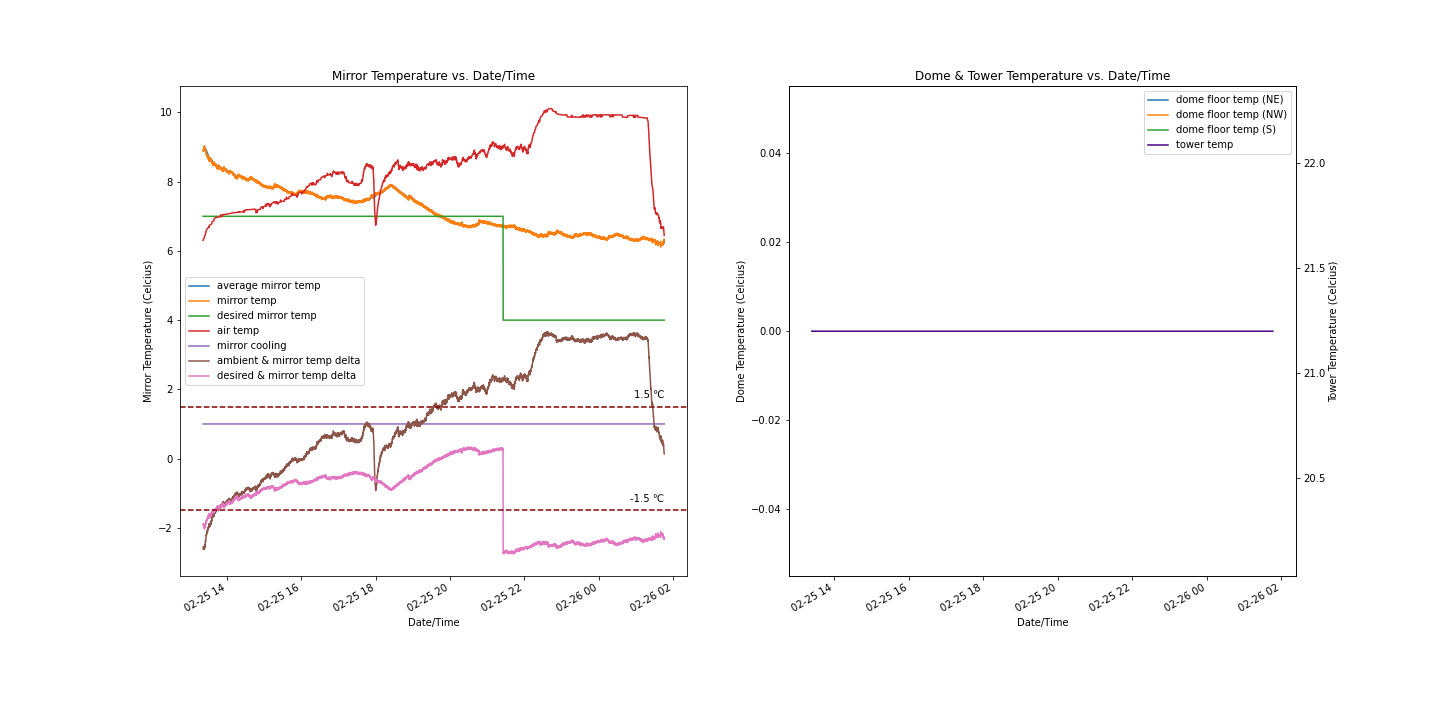 Mirror Temperature vs. Date/Time
Mirror Temperature (Celcius)
10
8
6
4
2
0
−2
average mirror temp
mirror temp
desired mirror temp
air temp
mirror cooling
ambient & mirror temp delta
desired & mirror temp delta
1.5 °C
-1.5 °C
02-25 14
02-25 16
02-25 18
02-25 20
02-25 22
02-26 00
02-26 02
Date/Time
Dome & Tower Temperature vs. Date/Time
Dome Temperature (Celcius)
0.04
0.02
0.00
−0.02
−0.04
dome floor temp (NE)
dome floor temp (NW)
dome floor temp (S)
tower temp
22.0
21.5
21.0
20.5
Tower Temperature (Celcius)
02-25 14
02-25 16
02-25 18
02-25 20
02-25 22
02-26 00
02-26 02
Date/Time